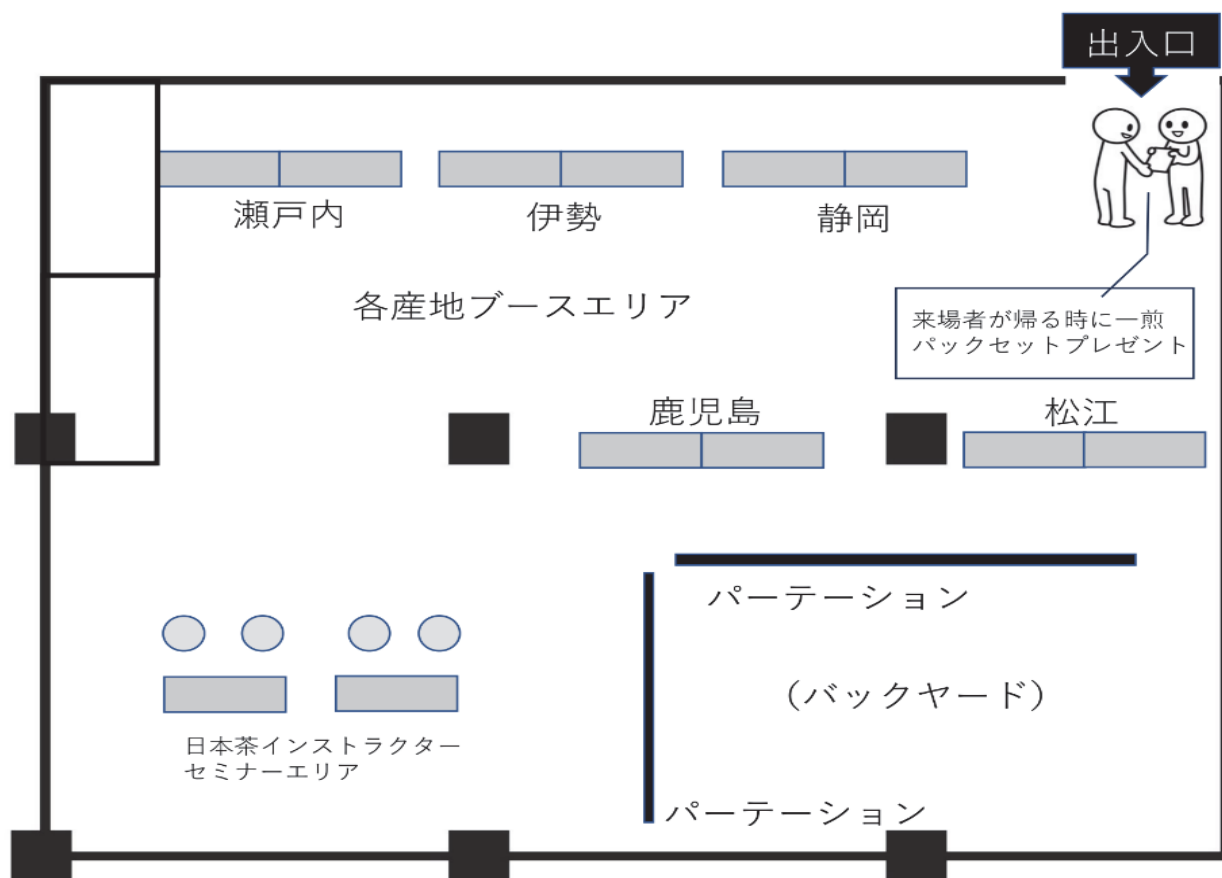 出入口
瀬戸内
伊勢
静岡
各産地ブースエリア
来場者が帰る時に一煎
パックセットプレゼント
鹿児島
松江
パーテーション
（バックヤード）
日本茶インストラクター
セミナーエリア
パーテーション